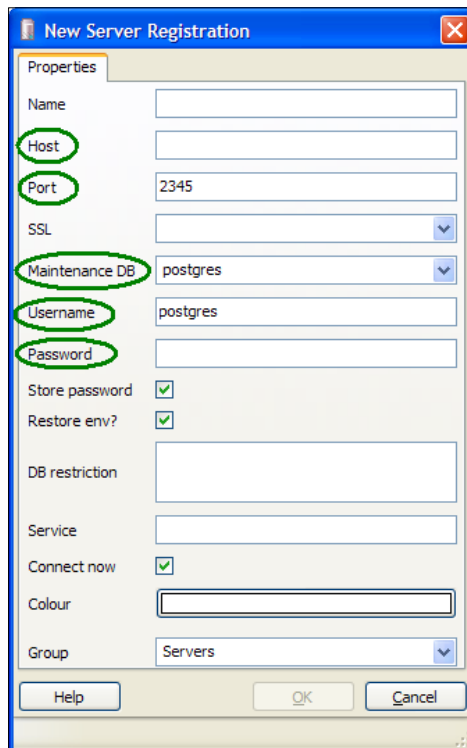 New Server Registration
Properties
Name
Host
Port 2345
SSL
Maintenance DB postgres
Username postgres
Password
Store password
Restore env?
DB restriction
Service
Connect now
Colour
Group Servers
Help OK Cancel